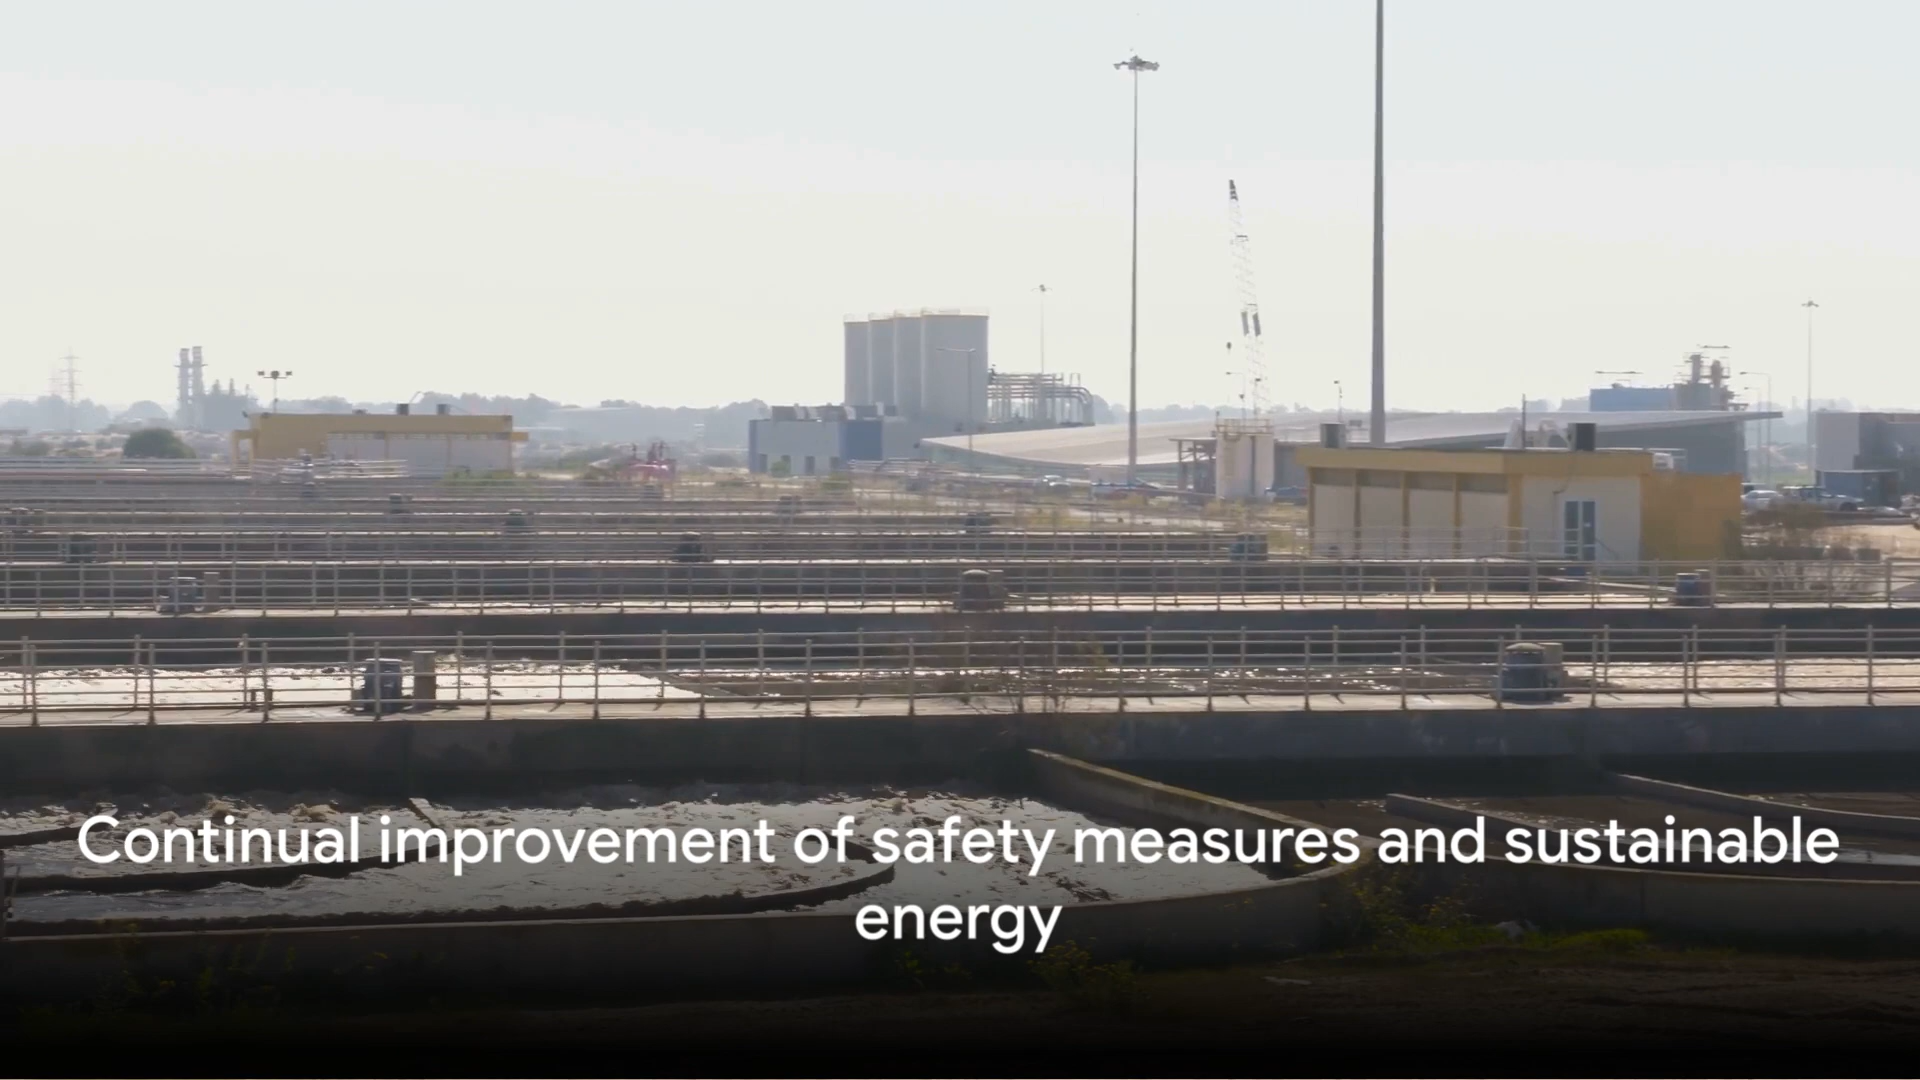 Continual improvement of safety measures and sustainable
energy